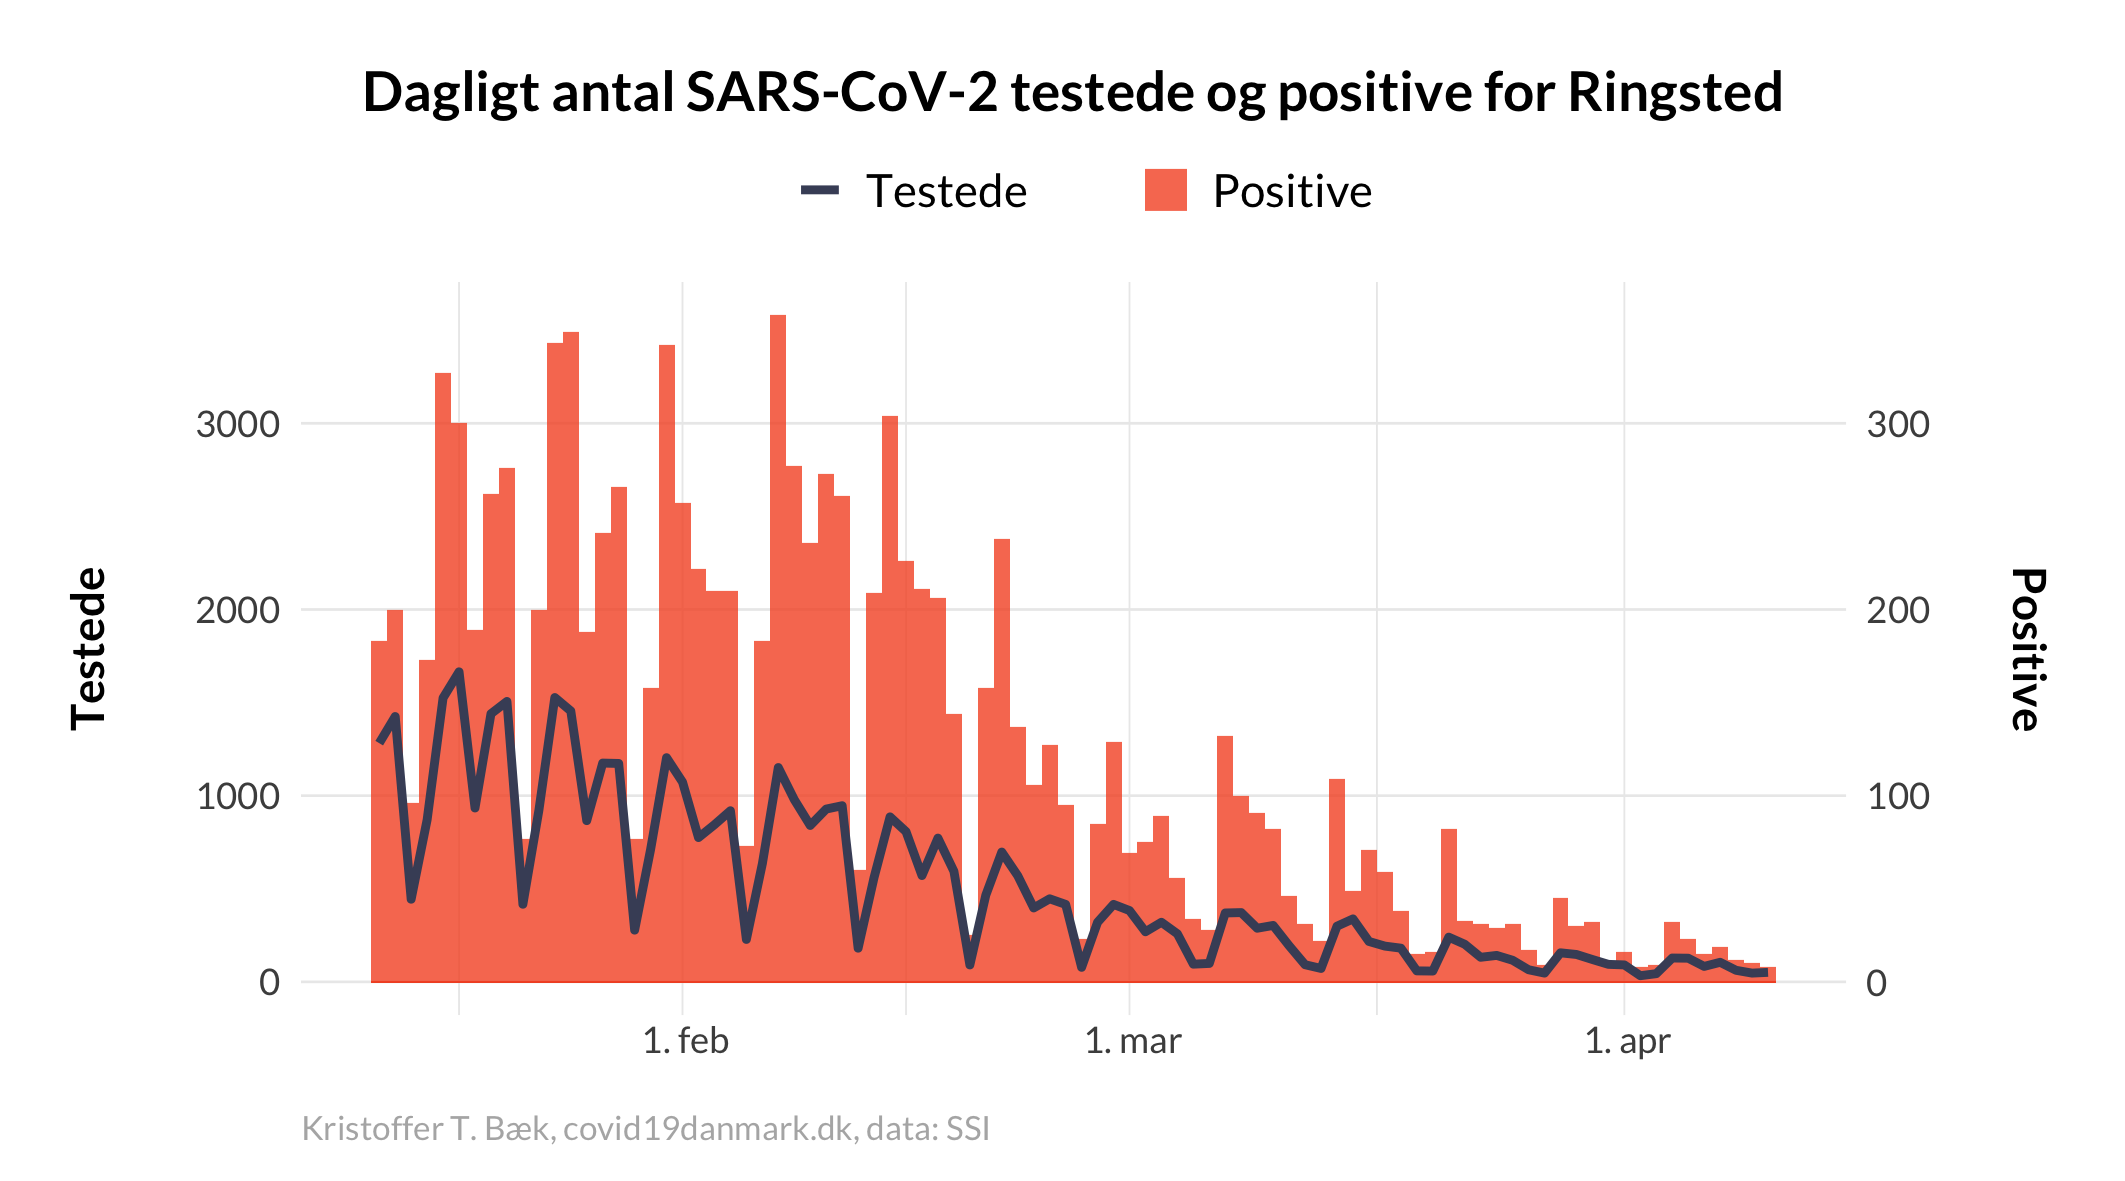 Dagligt antal SARS-CoV-2 testede og positive for Ringsted
Testede
Positive
3000
2000
1000
0
300
200
100
0
Testede
Positive
1. feb
1. mar
1. apr
Kristoffer T. Bæk, covid19danmark.dk, data: SSI